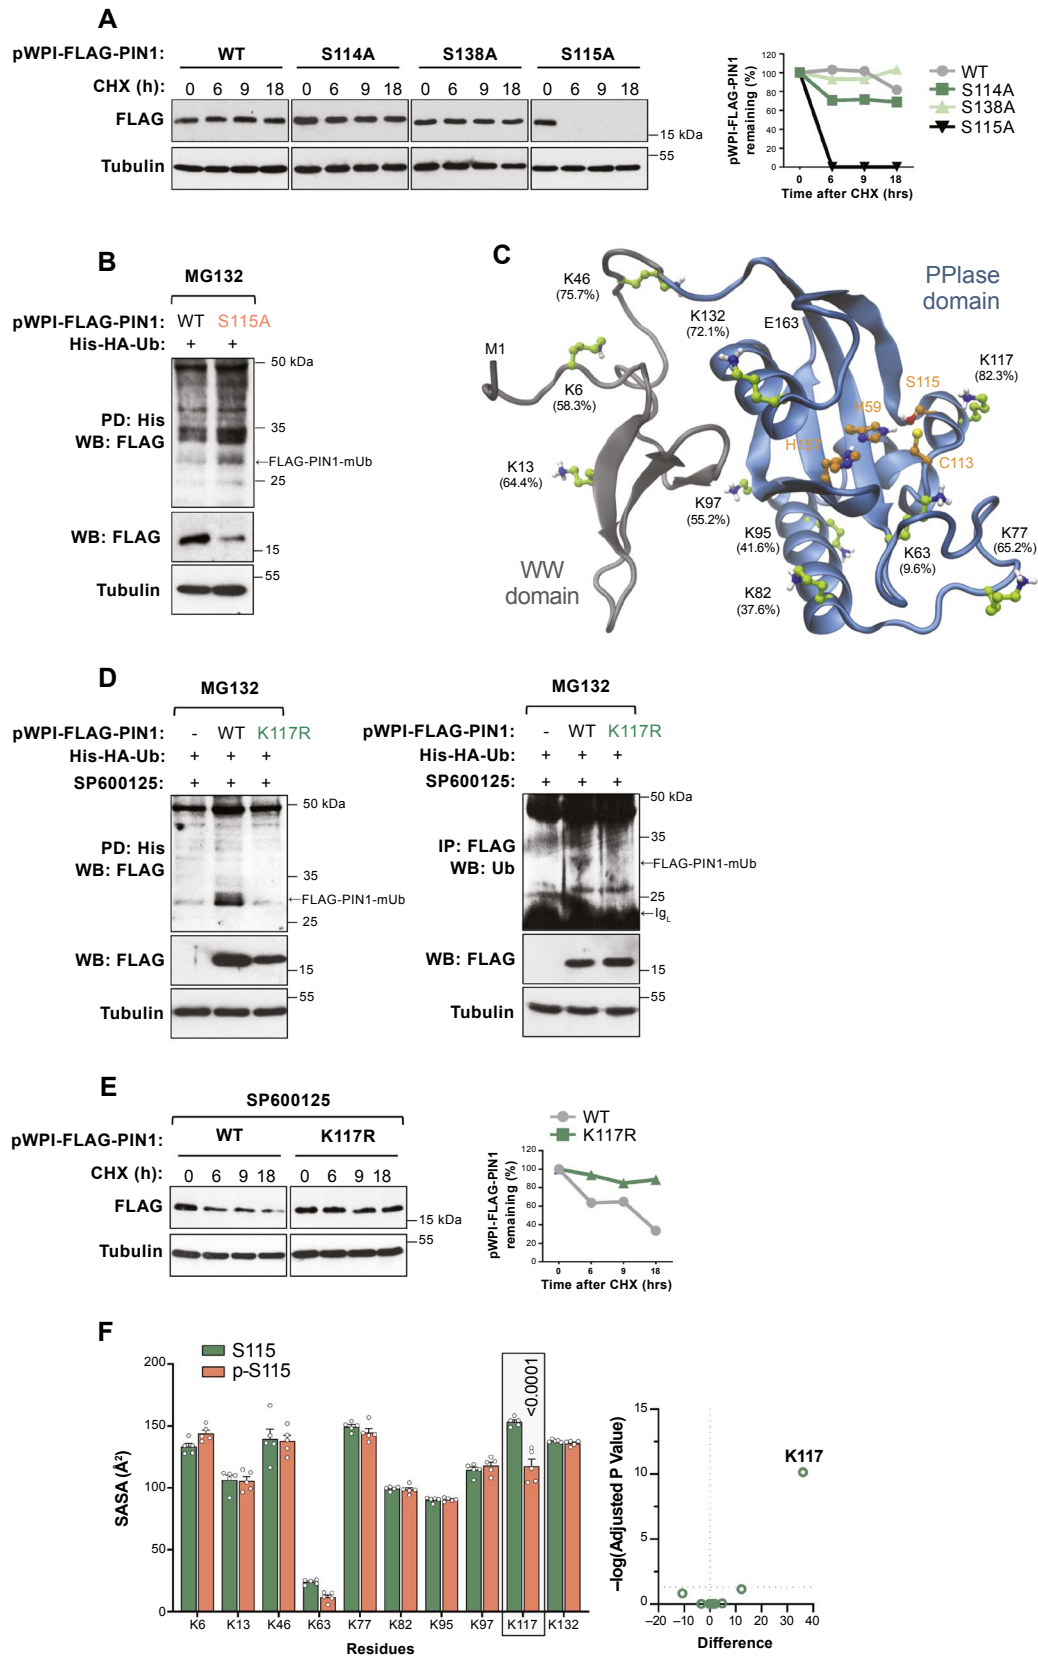 A
pWPI-FLAG-PIN1: WT S114A S138A S115A
CHX (h): 0 6 9 18 0 6 9 18 0 6 9 18 0 6 9 18
FLAG
15 kDa
Tubulin
55
pWPI-FLAG-PIN1
remaining (%)
120
100
80
60
40
20
0
0 6 9 18
Time after CHX (hrs)
WT
S114A
S138A
S115A
B
MG132
pWPI-FLAG-PIN1: WT S115A
His-HA-Ub: + +
50 kDa
PD: His
WB: FLAG
35
←FLAG-PIN1-mUb
25
WB: FLAG
15
55
Tubulin
C
K46
(75.7%)
PPIase
domain
K132
(72.1%)
E163
M1
K117
(82.3%)
K6
(58.3%)
S115
H59
H157
C113
K13
(64.4%)
K97
(55.2%)
K95
(41.6%)
K63
(9.6%)
K77
(65.2%)
WW
domain
K82
(37.6%)
D
MG132
pWPI-FLAG-PIN1: - WT K117R
His-HA-Ub: + + +
SP600125: + + +
50 kDa
PD: His
WB: FLAG
35
←FLAG-PIN1-mUb
25
WB: FLAG
15
55
Tubulin
MG132
pWPI-FLAG-PIN1: - WT K117R
His-HA-Ub: + + +
SP600125: + + +
50 kDa
IP: FLAG
WB: Ub
35
←FLAG-PIN1-mUb
25
←IgL
WB: FLAG
15
55
Tubulin
E
SP600125
pWPI-FLAG-PIN1: WT K117R
CHX (h): 0 6 9 18 0 6 9 18
FLAG
15 kDa
Tubulin
55
WT
K117R
pWPI-FLAG-PIN1
remaining (%)
120
100
80
60
40
20
0
0 6 9 18
Time after CHX (hrs)
F
S115
p-S115
SASA (Å²)
200
150
100
50
0
<0.0001
K6 K13 K46 K63 K77 K82 K95 K97 K117 K132
Residues
–log(Adjusted P Value)
15
10
5
0
K117
–20 –10 0 10 20 30 40
Difference